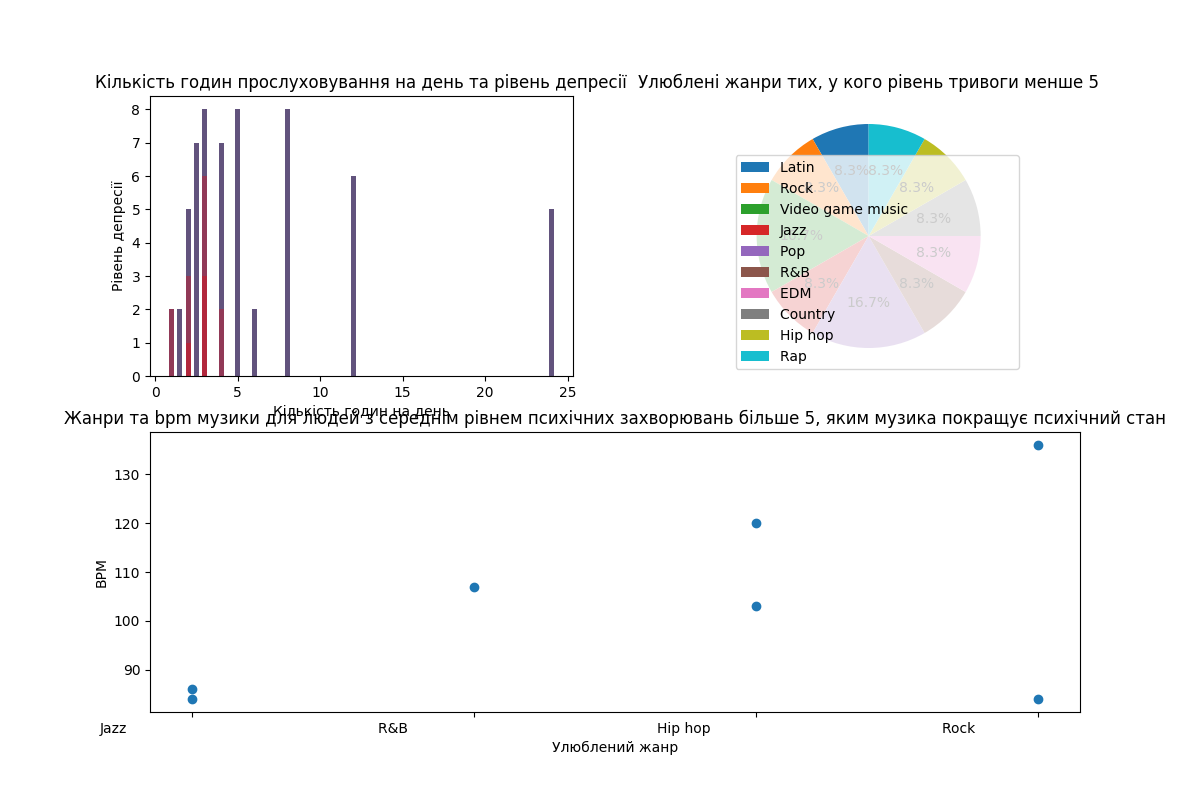 Кількість годин прослуховування на день та рівень депресії
Улюблені жанри тих, у кого рівень тривоги менше 5
Рівень депресії
8
7
6
5
4
3
2
1
0
0 5 10 15 20 25
Кількість годин на день
Latin
Rock
Video game music
Jazz
Pop
R&B
EDM
Country
Hip hop
Rap
8.3%
8.3%
8.3%
8.3%
8.3%
8.3%
8.3%
16.7%
8.3%
Жанри та bpm музики для людей з середнім рівнем психічних захворювань більше 5, яким музика покращує психічний стан
BPM
130
120
110
100
90
Jazz R&B Hip hop Rock
Улюблений жанр